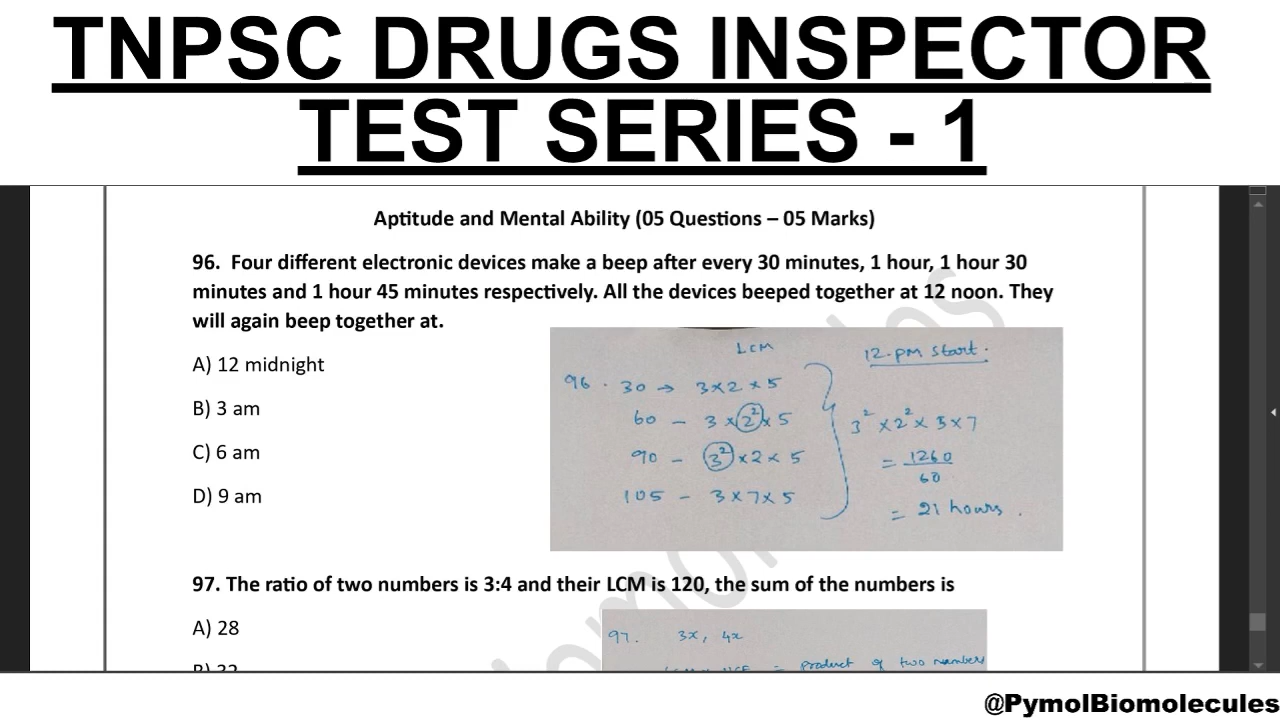 TNPSC DRUGS INSPECTOR
TEST SERIES - 1
Aptitude and Mental Ability (05 Questions – 05 Marks)
96. Four different electronic devices make a beep after every 30 minutes, 1 hour, 1 hour 30
minutes and 1 hour 45 minutes respectively. All the devices beeped together at 12 noon. They
will again beep together at.
A) 12 midnight
B) 3 am
C) 6 am
D) 9 am
LCM
96. 30 → 3×2×5
60 – 3×2²×5
90 – 3²×2×5
105 – 3×7×5
12-pm start.
3²×2²×5×7
= 1260
60
= 21 hours.
97. The ratio of two numbers is 3:4 and their LCM is 120, the sum of the numbers is
A) 28
B) 32
97. 3x, 4x
= product of two numbers
@PymolBiomolecules